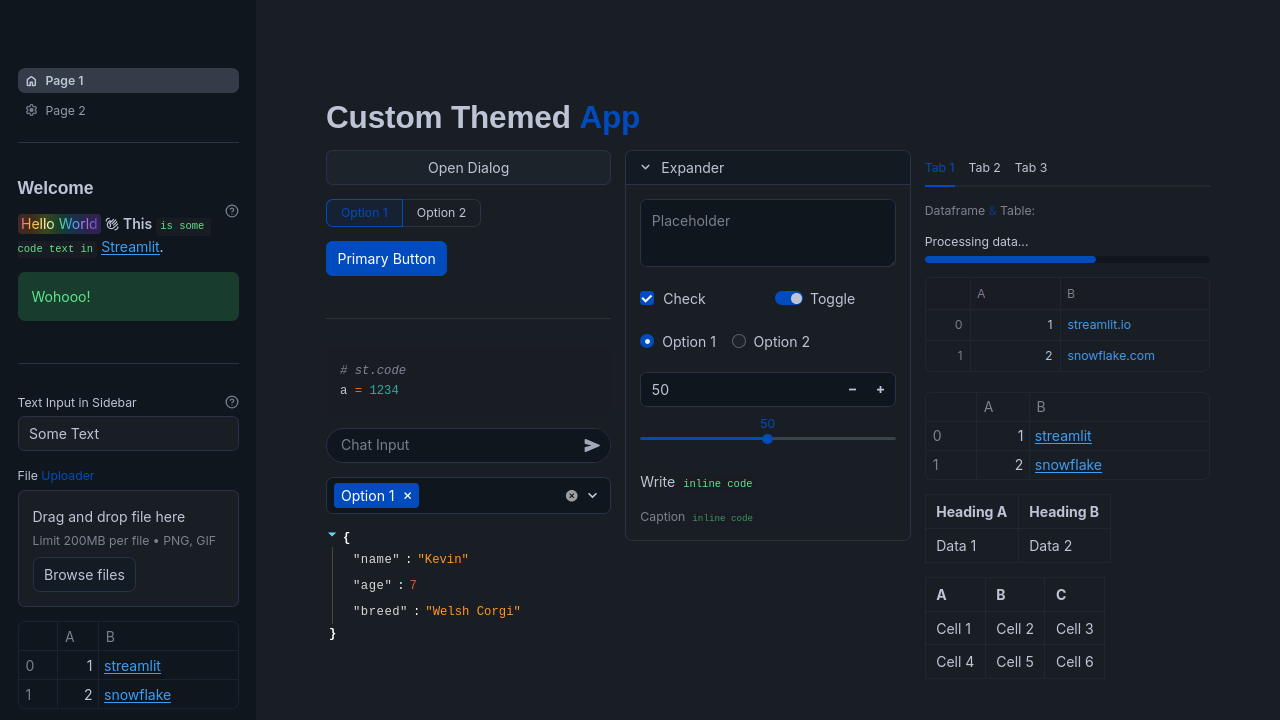 Page 1
Page 2
Welcome
Hello World 👋 This is some
code text in Streamlit.
Wohooo!
Text Input in Sidebar
Some Text
File Uploader
Drag and drop file here
Limit 200MB per file • PNG, GIF
Browse files
A B
0 1 streamlit
1 2 snowflake
Custom Themed App
Open Dialog
Option 1 Option 2
Primary Button
# st.code
a = 1234
Chat Input
Option 1
{
"name" : "Kevin"
"age" : 7
"breed" : "Welsh Corgi"
}
Expander
Placeholder
Check Toggle
Option 1 Option 2
50
50
Write inline code
Caption inline code
Tab 1 Tab 2 Tab 3
Dataframe & Table:
Processing data...
A B
0 1 streamlit.io
1 2 snowflake.com
A B
0 1 streamlit
1 2 snowflake
Heading A Heading B
Data 1 Data 2
A B C
Cell 1 Cell 2 Cell 3
Cell 4 Cell 5 Cell 6